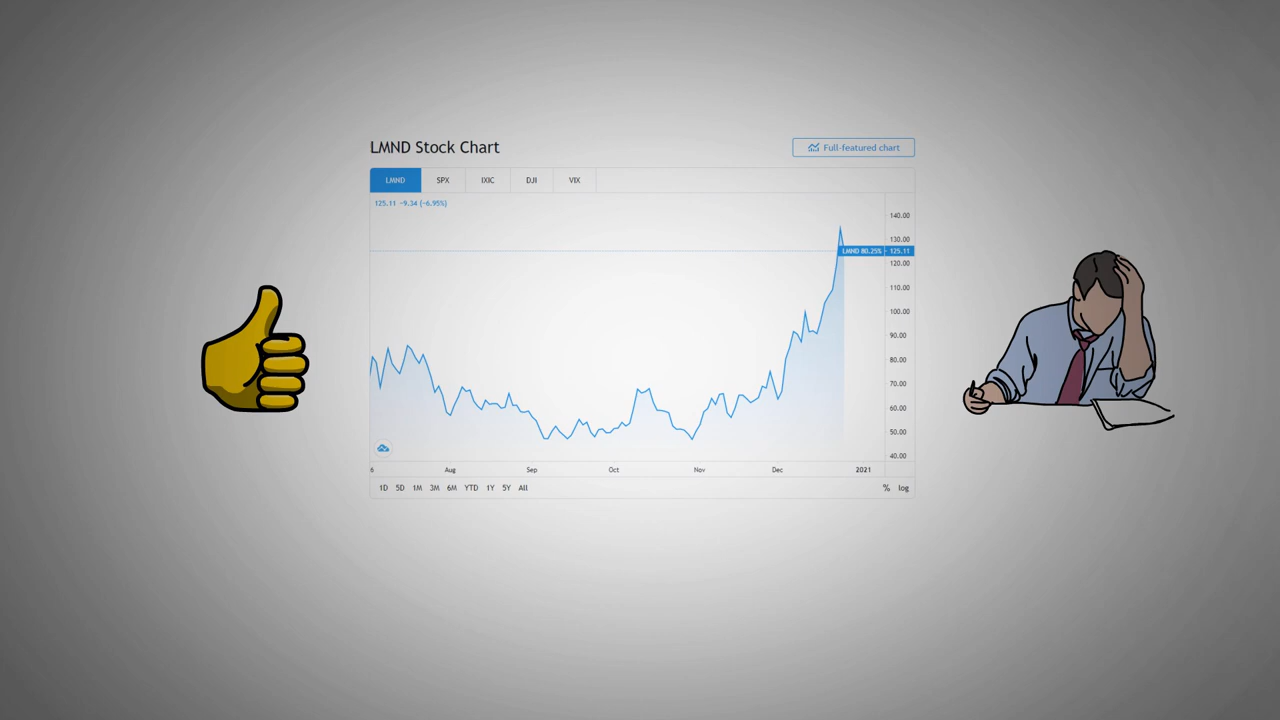 LMND Stock Chart
Full-featured chart
LMND SPX IXIC DJI VIX
125.11 −9.34 (−6.95%)
140.00
130.00
LMND 80.25% 125.11
120.00
110.00
100.00
90.00
80.00
70.00
60.00
50.00
40.00
6 Aug Sep Oct Nov Dec 2021
1D 5D 1M 3M 6M YTD 1Y 5Y All % log